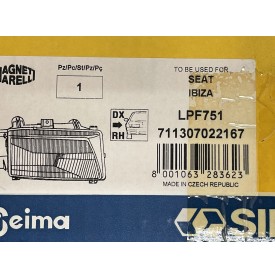 MAGNETI
MARELLI
Pz/Pc/St/Pz/Pç
1
TO BE USED FOR
SEAT
IBIZA
LPF751
711307022167
DX
RH
8 001063 283623
MADE IN CZECH REPUBLIC
Seima